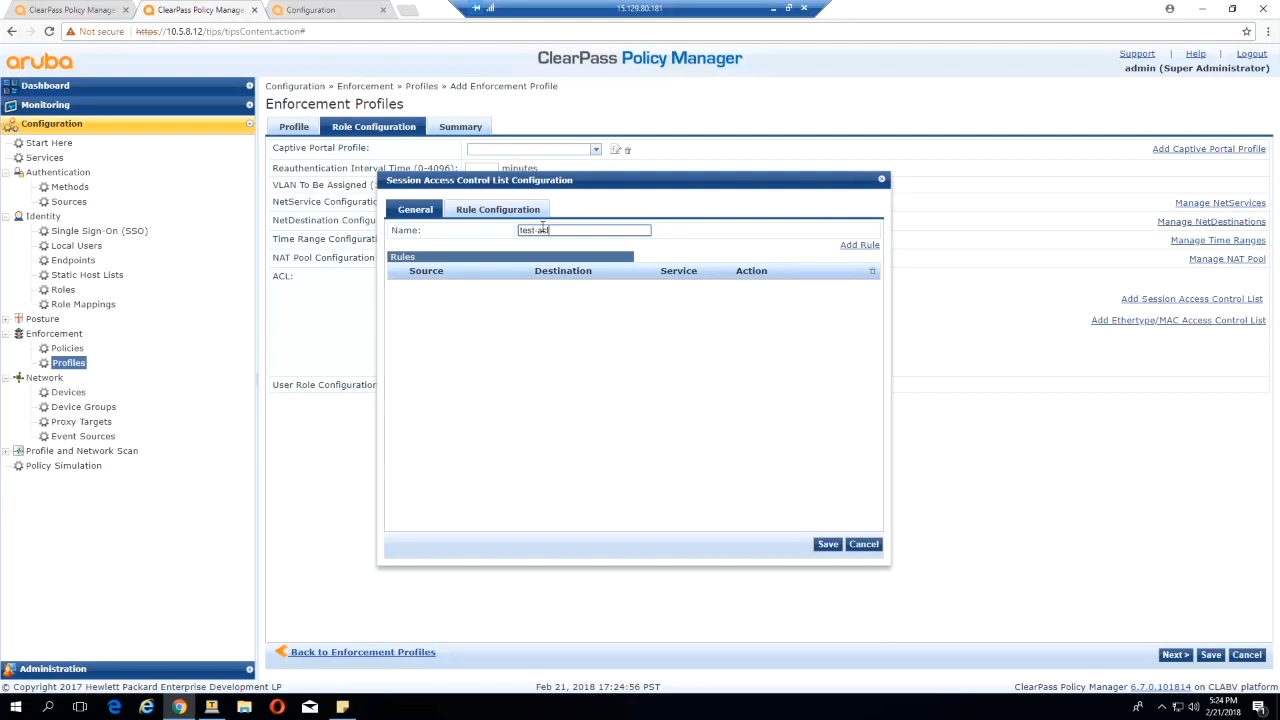 ClearPass Policy Manage
ClearPass Policy Manage
Configuration
15.129.80.181
Not secure
https://10.5.8.12/tips/tipsContent.action#
aruba
ClearPass Policy Manager
Support | Help | Logout
admin (Super Administrator)
Dashboard
Monitoring
Configuration
Start Here
Services
Authentication
Methods
Sources
Identity
Single Sign-On (SSO)
Local Users
Endpoints
Static Host Lists
Roles
Role Mappings
Posture
Enforcement
Policies
Profiles
Network
Devices
Device Groups
Proxy Targets
Event Sources
Profile and Network Scan
Policy Simulation
Administration
Configuration » Enforcement » Profiles » Add Enforcement Profile
Enforcement Profiles
Profile Role Configuration Summary
Captive Portal Profile:
Add Captive Portal Profile
Reauthentication Interval Time (0-4096): minutes
VLAN To Be Assigned (
NetService Configura
Manage NetServices
NetDestination Configu
Manage NetDestinations
Time Range Configurat
Manage Time Ranges
NAT Pool Configuration
Manage NAT Pool
ACL:
Add Session Access Control List
Add Ethertype/MAC Access Control List
User Role Configuration
Session Access Control List Configuration
General Rule Configuration
Name: test-acl
Add Rule
Rules
Source Destination Service Action
Save Cancel
Back to Enforcement Profiles
Next > Save Cancel
© Copyright 2017 Hewlett Packard Enterprise Development LP
Feb 21, 2018 17:24:56 PST
ClearPass Policy Manager 6.7.0.101814 on CLABV platform
5:24 PM
2/21/2018